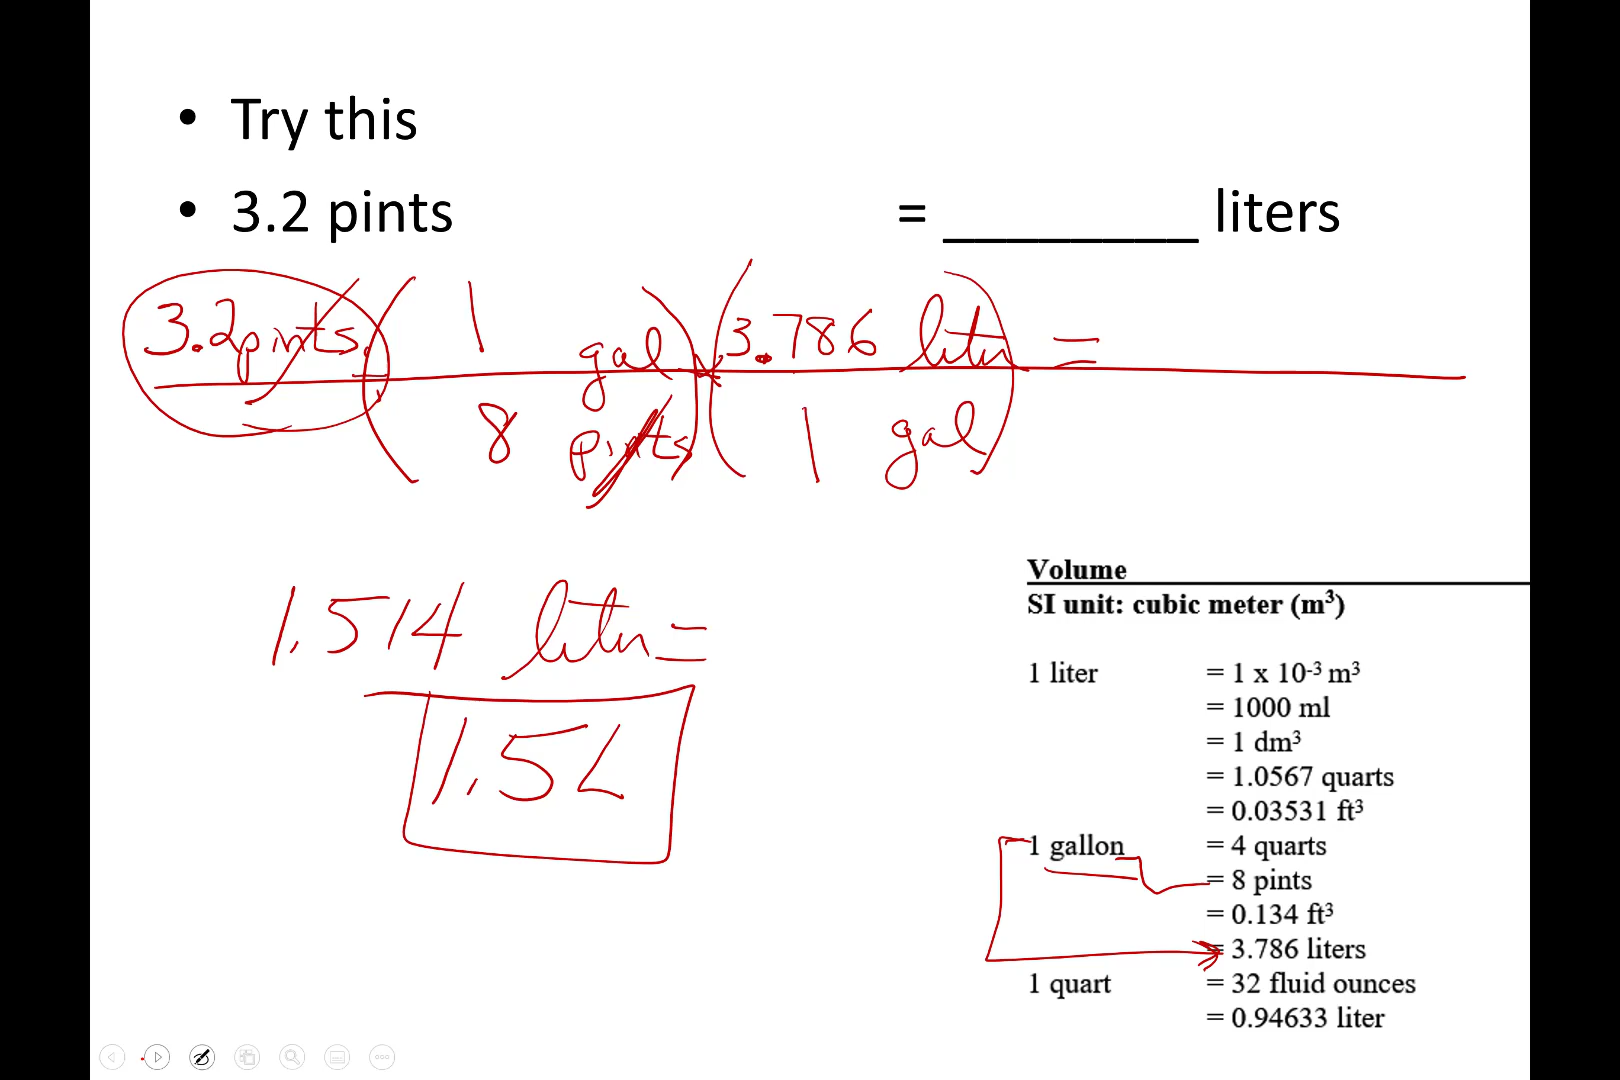 • Try this
• 3.2 pints = ________ liters
3.2 pints (1 gal / 8 pints) x (3.786 liter / 1 gal) =
1.514 liter =
1.5 L
Volume
SI unit: cubic meter (m³)
1 liter = 1 x 10⁻³ m³
= 1000 ml
= 1 dm³
= 1.0567 quarts
= 0.03531 ft³
1 gallon = 4 quarts
= 8 pints
= 0.134 ft³
= 3.786 liters
1 quart = 32 fluid ounces
= 0.94633 liter